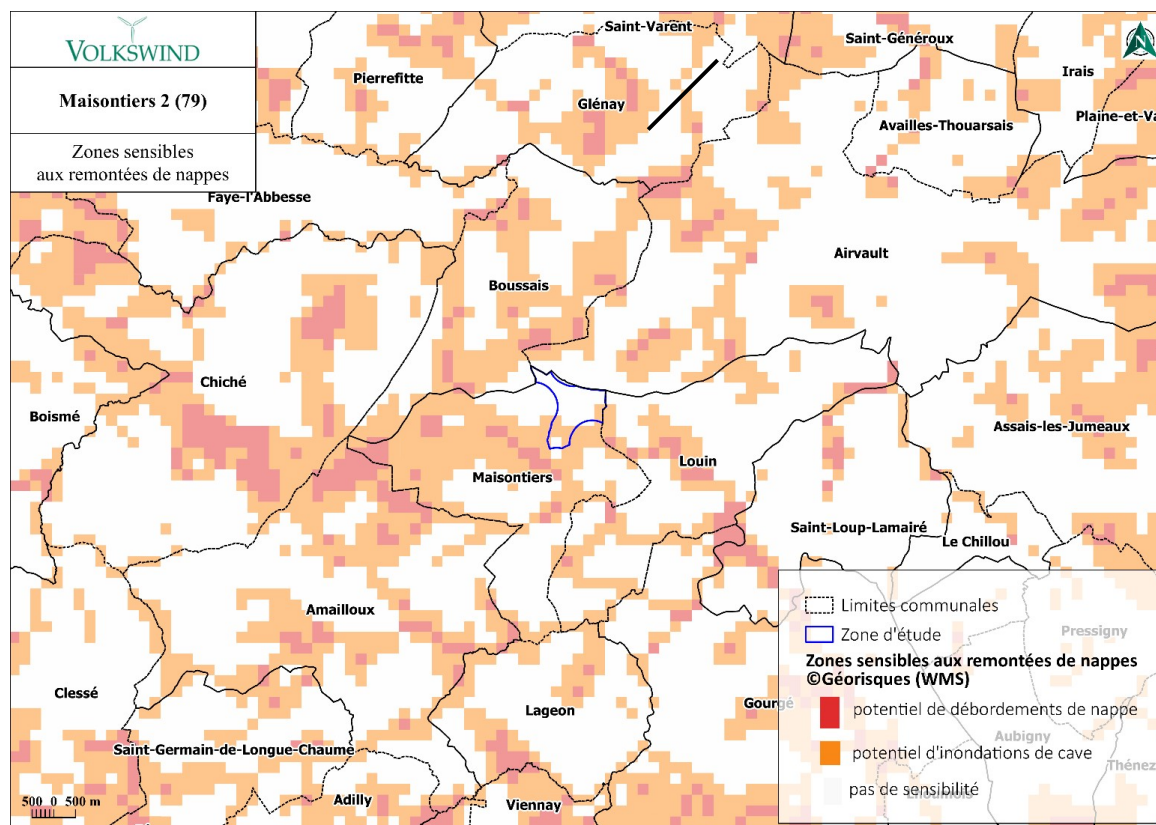 VOLKSWIND
Maisontiers 2 (79)
Zones sensibles
aux remontées de nappes
Saint-Varent
Saint-Généroux
Irais
Pierrefitte
Glénay
Availles-Thouarsais
Plaine-et-Va
Faye-l'Abbesse
Airvault
Boussais
Chiché
Boismé
Assais-les-Jumeaux
Louin
Maisontiers
Saint-Loup-Lamairé
Le Chillou
Amailloux
Clessé
Lageon
Gourgé
Saint-Germain-de-Longue-Chaume
Adilly
Viennay
Limites communales
Zone d'étude
Pressigny
Zones sensibles aux remontées de nappes
©Géorisques (WMS)
potentiel de débordements de nappe
Aubigny
potentiel d'inondations de cave
Thénez
pas de sensibilité
500 0 500 m